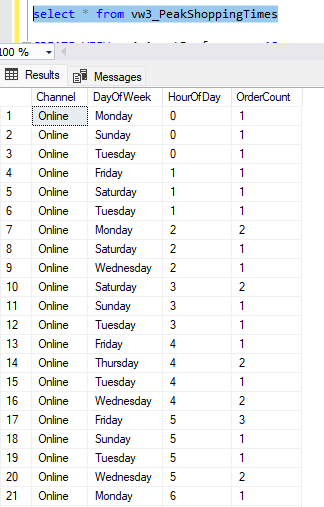 select * from vw3_PeakShoppingTimes
100 %
Results Messages
Channel DayOfWeek HourOfDay OrderCount
1 Online Monday 0 1
2 Online Sunday 0 1
3 Online Tuesday 0 1
4 Online Friday 1 1
5 Online Saturday 1 1
6 Online Tuesday 1 1
7 Online Monday 2 2
8 Online Saturday 2 1
9 Online Wednesday 2 1
10 Online Saturday 3 2
11 Online Sunday 3 1
12 Online Tuesday 3 1
13 Online Friday 4 1
14 Online Thursday 4 2
15 Online Tuesday 4 1
16 Online Wednesday 4 2
17 Online Friday 5 3
18 Online Sunday 5 1
19 Online Tuesday 5 1
20 Online Wednesday 5 2
21 Online Monday 6 1